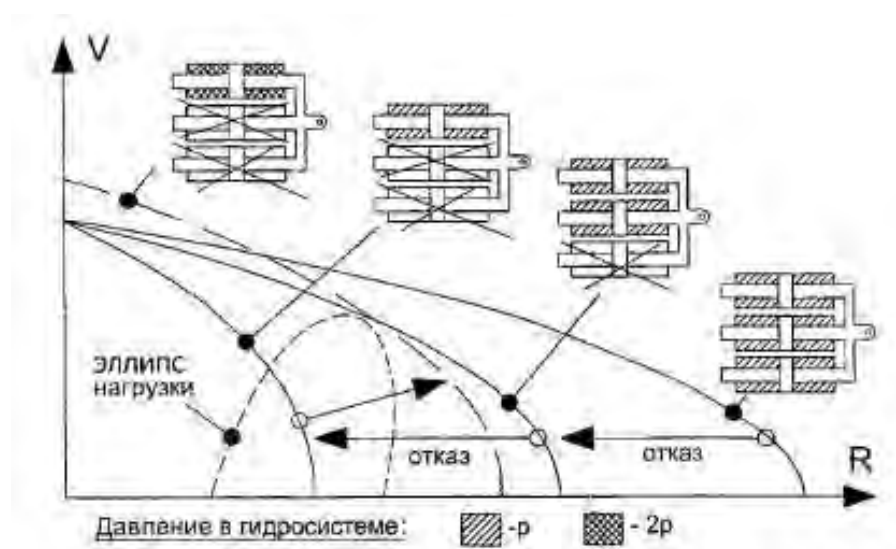 V
ЭЛЛИПС
нагрузки
отказ
отказ
R
Давление в гидросистеме: -p - 2p